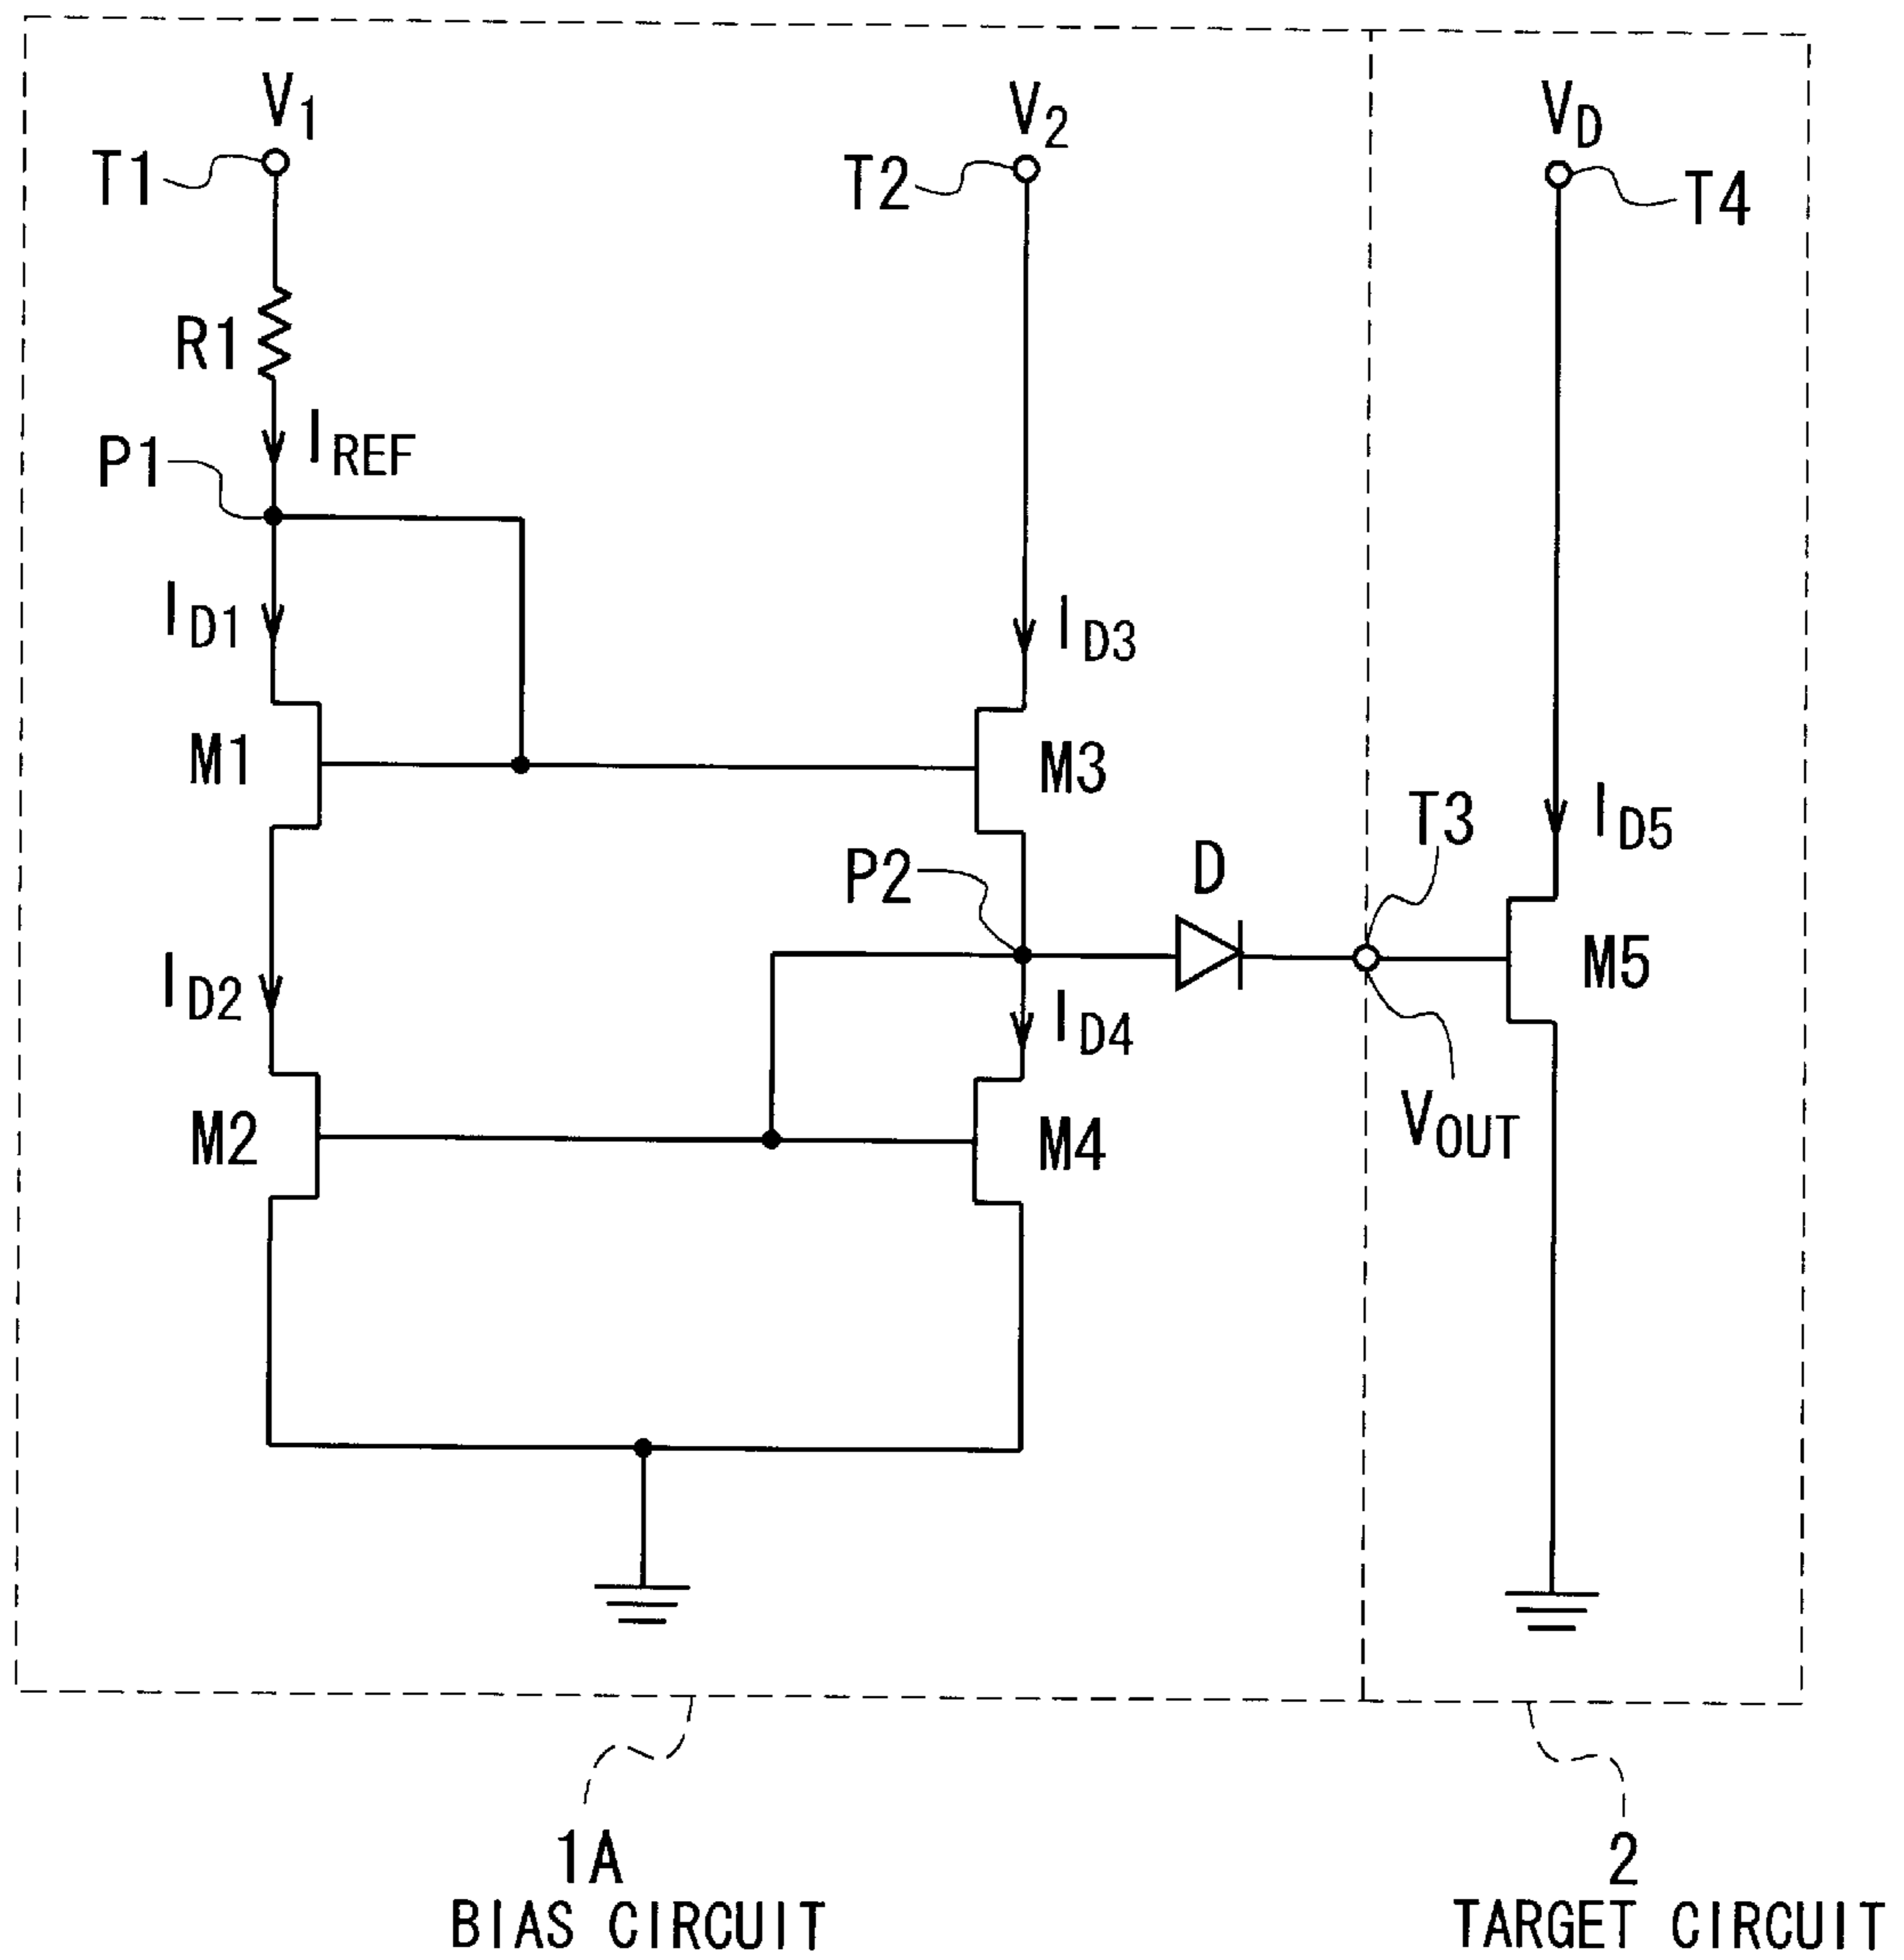 V1
V2
VD
T1
T2
T4
R1
IREF
P1
ID1
ID3
M1
M3
T3
ID5
P2
D
ID2
ID4
M5
M2
M4
VOUT
1A
BIAS CIRCUIT
2
TARGET CIRCUIT